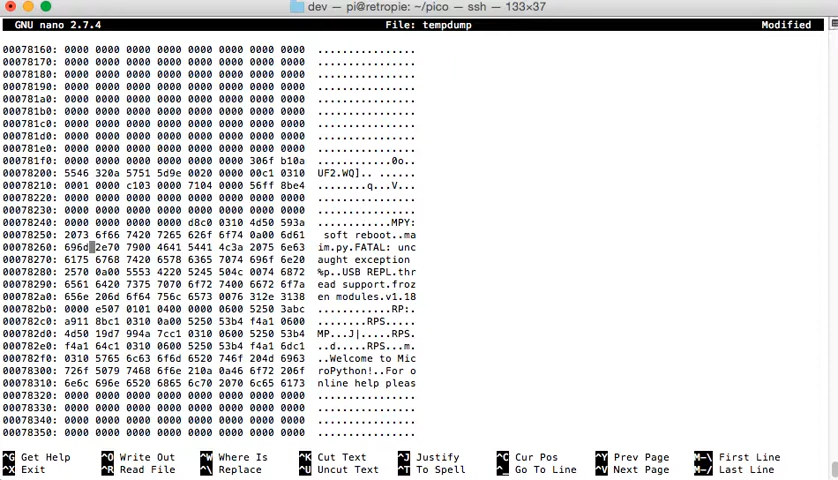 dev — pi@retropie: ~/pico — ssh — 133×37
GNU nano 2.7.4 File: tempdump Modified
00078160: 0000 0000 0000 0000 0000 0000 0000 0000 ................
00078170: 0000 0000 0000 0000 0000 0000 0000 0000 ................
00078180: 0000 0000 0000 0000 0000 0000 0000 0000 ................
00078190: 0000 0000 0000 0000 0000 0000 0000 0000 ................
000781a0: 0000 0000 0000 0000 0000 0000 0000 0000 ................
000781b0: 0000 0000 0000 0000 0000 0000 0000 0000 ................
000781c0: 0000 0000 0000 0000 0000 0000 0000 0000 ................
000781d0: 0000 0000 0000 0000 0000 0000 0000 0000 ................
000781e0: 0000 0000 0000 0000 0000 0000 0000 0000 ................
000781f0: 0000 0000 0000 0000 0000 0000 306f b10a ............0o..
00078200: 5546 320a 5751 5d9e 0020 0000 00c1 0310 UF2.WQ].. ......
00078210: 0001 0000 c103 0000 7104 0000 56ff 8be4 ........q...V...
00078220: 0000 0000 0000 0000 0000 0000 0000 0000 ................
00078230: 0000 0000 0000 0000 0000 0000 0000 0000 ................
00078240: 0000 0000 0000 0000 d8c0 0310 4d50 593a ............MPY:
00078250: 2073 6f66 7420 7265 626f 6f74 0a00 6d61  soft reboot..ma
00078260: 696d 2e70 7900 4641 5441 4c3a 2075 6e63 im.py.FATAL: unc
00078270: 6175 6768 7420 6578 6365 7074 696f 6e20 aught exception
00078280: 2570 0a00 5553 4220 5245 504c 0074 6872 %p..USB REPL.thr
00078290: 6561 6420 7375 7070 6f72 7400 6672 6f7a ead support.froz
000782a0: 656e 206d 6f64 756c 6573 0076 312e 3138 en modules.v1.18
000782b0: 0000 e507 0101 0400 0000 0600 5250 3abc ............RP:.
000782c0: a911 8bc1 0310 0a00 5250 53b4 f4a1 0600 ........RPS.....
000782d0: 4d50 19d7 994a 7cc1 0310 0600 5250 53b4 MP...J|.....RPS.
000782e0: f4a1 64c1 0310 0600 5250 53b4 f4a1 6dc1 ..d.....RPS...m.
000782f0: 0310 5765 6c63 6f6d 6520 746f 204d 6963 ..Welcome to Mic
00078300: 726f 5079 7468 6f6e 210a 0a46 6f72 206f roPython!..For o
00078310: 6e6c 696e 6520 6865 6c70 2070 6c65 6173 nline help pleas
00078320: 0000 0000 0000 0000 0000 0000 0000 0000 ................
00078330: 0000 0000 0000 0000 0000 0000 0000 0000 ................
00078340: 0000 0000 0000 0000 0000 0000 0000 0000 ................
00078350: 0000 0000 0000 0000 0000 0000 0000 0000 ................
^G Get Help ^O Write Out ^W Where Is ^K Cut Text ^J Justify ^C Cur Pos ^Y Prev Page M-\ First Line
^X Exit ^R Read File ^\ Replace ^U Uncut Text ^T To Spell ^_ Go To Line ^V Next Page M-/ Last Line